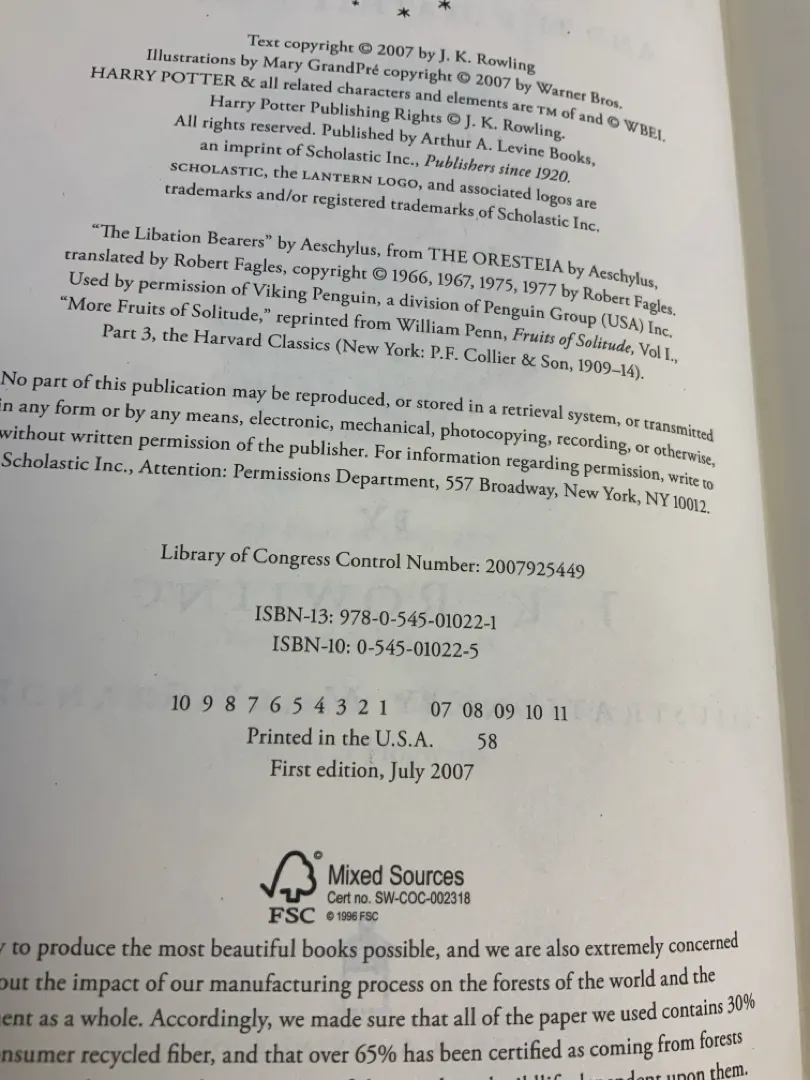 * *
Text copyright © 2007 by J. K. Rowling
Illustrations by Mary GrandPré copyright © 2007 by Warner Bros.
HARRY POTTER & all related characters and elements are TM of and © WBEI.
Harry Potter Publishing Rights © J. K. Rowling.
All rights reserved. Published by Arthur A. Levine Books,
an imprint of Scholastic Inc., Publishers since 1920.
SCHOLASTIC, the LANTERN LOGO, and associated logos are
trademarks and/or registered trademarks of Scholastic Inc.
“The Libation Bearers” by Aeschylus, from THE ORESTEIA by Aeschylus,
translated by Robert Fagles, copyright © 1966, 1967, 1975, 1977 by Robert Fagles.
Used by permission of Viking Penguin, a division of Penguin Group (USA) Inc.
“More Fruits of Solitude,” reprinted from William Penn, Fruits of Solitude, Vol I.,
Part 3, the Harvard Classics (New York: P.F. Collier & Son, 1909–14).
No part of this publication may be reproduced, or stored in a retrieval system, or transmitted
in any form or by any means, electronic, mechanical, photocopying, recording, or otherwise,
without written permission of the publisher. For information regarding permission, write to
Scholastic Inc., Attention: Permissions Department, 557 Broadway, New York, NY 10012.
Library of Congress Control Number: 2007925449
ISBN-13: 978-0-545-01022-1
ISBN-10: 0-545-01022-5
10 9 8 7 6 5 4 3 2 1 07 08 09 10 11
Printed in the U.S.A. 58
First edition, July 2007
Mixed Sources
Cert no. SW-COC-002318
FSC © 1996 FSC
to produce the most beautiful books possible, and we are also extremely concerned
out the impact of our manufacturing process on the forests of the world and the
ent as a whole. Accordingly, we made sure that all of the paper we used contains 30%
nsumer recycled fiber, and that over 65% has been certified as coming from forests
upon them.